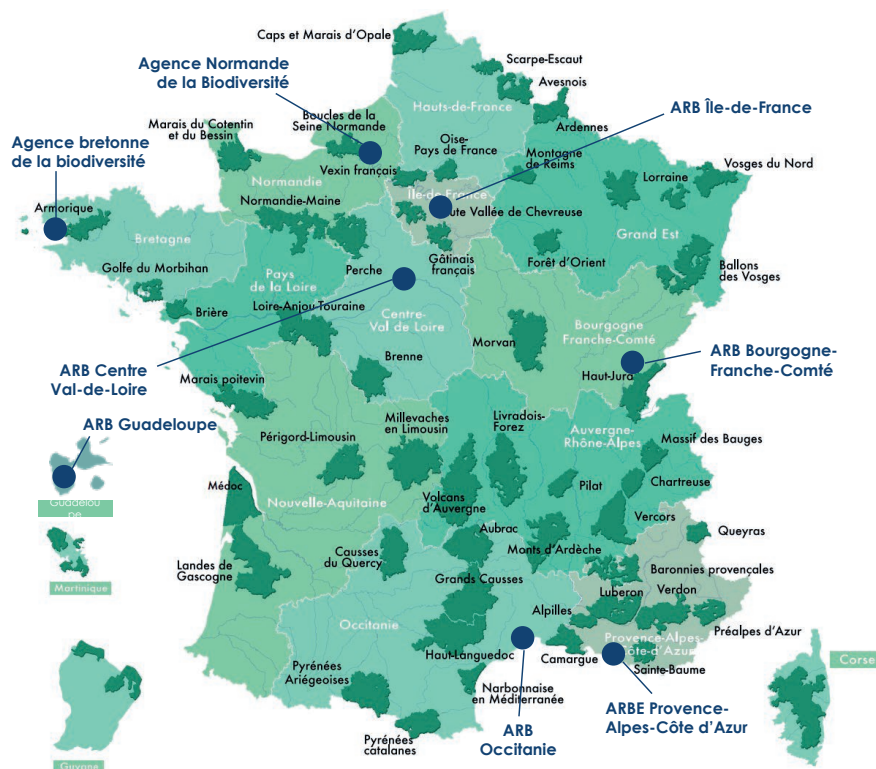 Caps et Marais d'Opale
Agence Normande
de la Biodiversité
Scarpe-Escaut
Avesnois
Hauts-de-France
ARB Île-de-France
Marais du Cotentin
et du Bessin
Boucles de la
Seine Normande
Agence bretonne
de la biodiversité
Oise-
Pays de France
Ardennes
Montagne
de Reims
Vosges du Nord
Vexin français
Lorraine
Normandie
Île-de-France
Normandie-Maine
Armorique
ute Vallée de Chevreuse
Grand Est
Bretagne
Gâtinais
français
Forêt d'Orient
Golfe du Morbihan
Perche
Ballons
des Vosges
Pays
de la Loire
Brière
Loire-Anjou-Touraine
Centre-
Val de Loire
Bourgogne
Franche-Comté
Morvan
ARB Bourgogne-
Franche-Comté
Brenne
ARB Centre
Val-de-Loire
Haut-Jura
Marais poitevin
ARB Guadeloupe
Millevaches
en Limousin
Livradois-
Forez
Auvergne-
Rhône-Alpes
Massif des Bauges
Périgord-Limousin
Médoc
Pilat
Chartreuse
Guadelou
pe
Nouvelle-Aquitaine
Volcans
d'Auvergne
Vercors
Aubrac
Queyras
Landes de
Gascogne
Causses
du Quercy
Monts d'Ardèche
Baronnies provençales
Martinique
Grands Causses
Luberon
Verdon
Alpilles
Occitanie
Préalpes d'Azur
Provence-Alpes-
Côte-d'Azur
Haut-Languedoc
Camargue
Sainte-Baume
Corse
Pyrénées
Ariégeoises
Narbonnaise
en Méditerranée
ARBE Provence-
Alpes-Côte d'Azur
ARB
Occitanie
Pyrénées
catalanes
Guyane